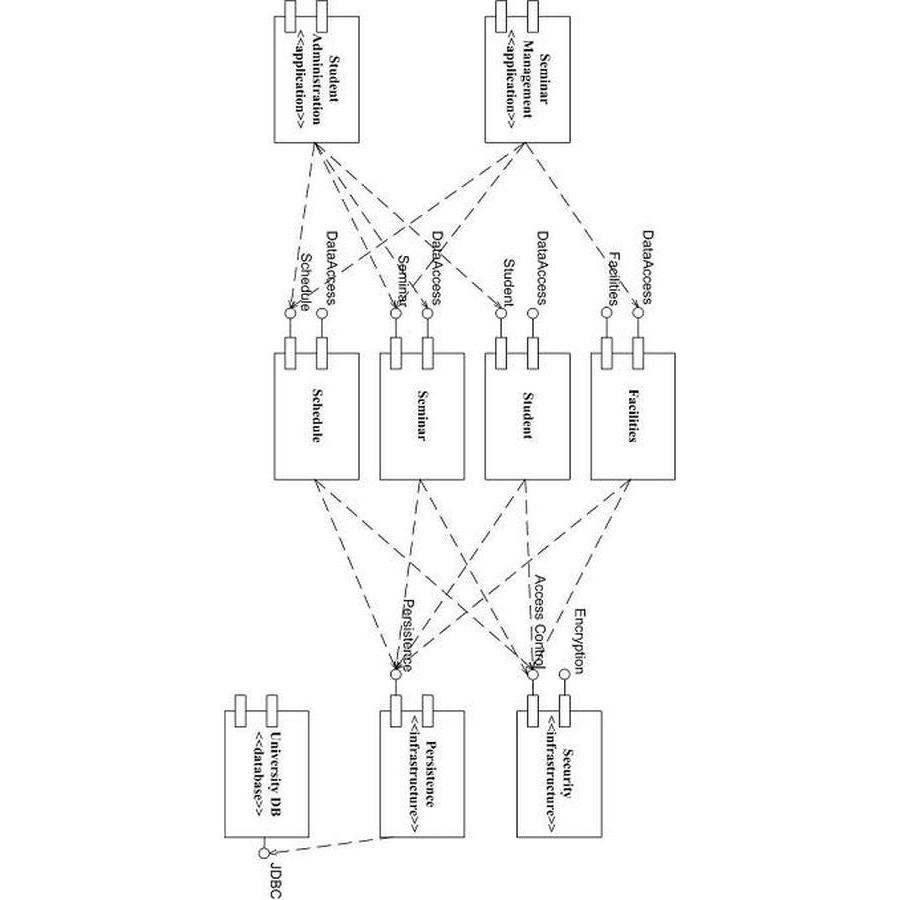 Seminar
Management
<<application>>
Student
Administration
<<application>>
DataAccess
Facilities
DataAccess
Student
DataAccess
Seminar
DataAccess
Schedule
Facilities
Student
Seminar
Schedule
Encryption
Access Control
Persistence
Security
<<infrastructure>>
Persistence
<<infrastructure>>
University DB
<<database>>
JDBC